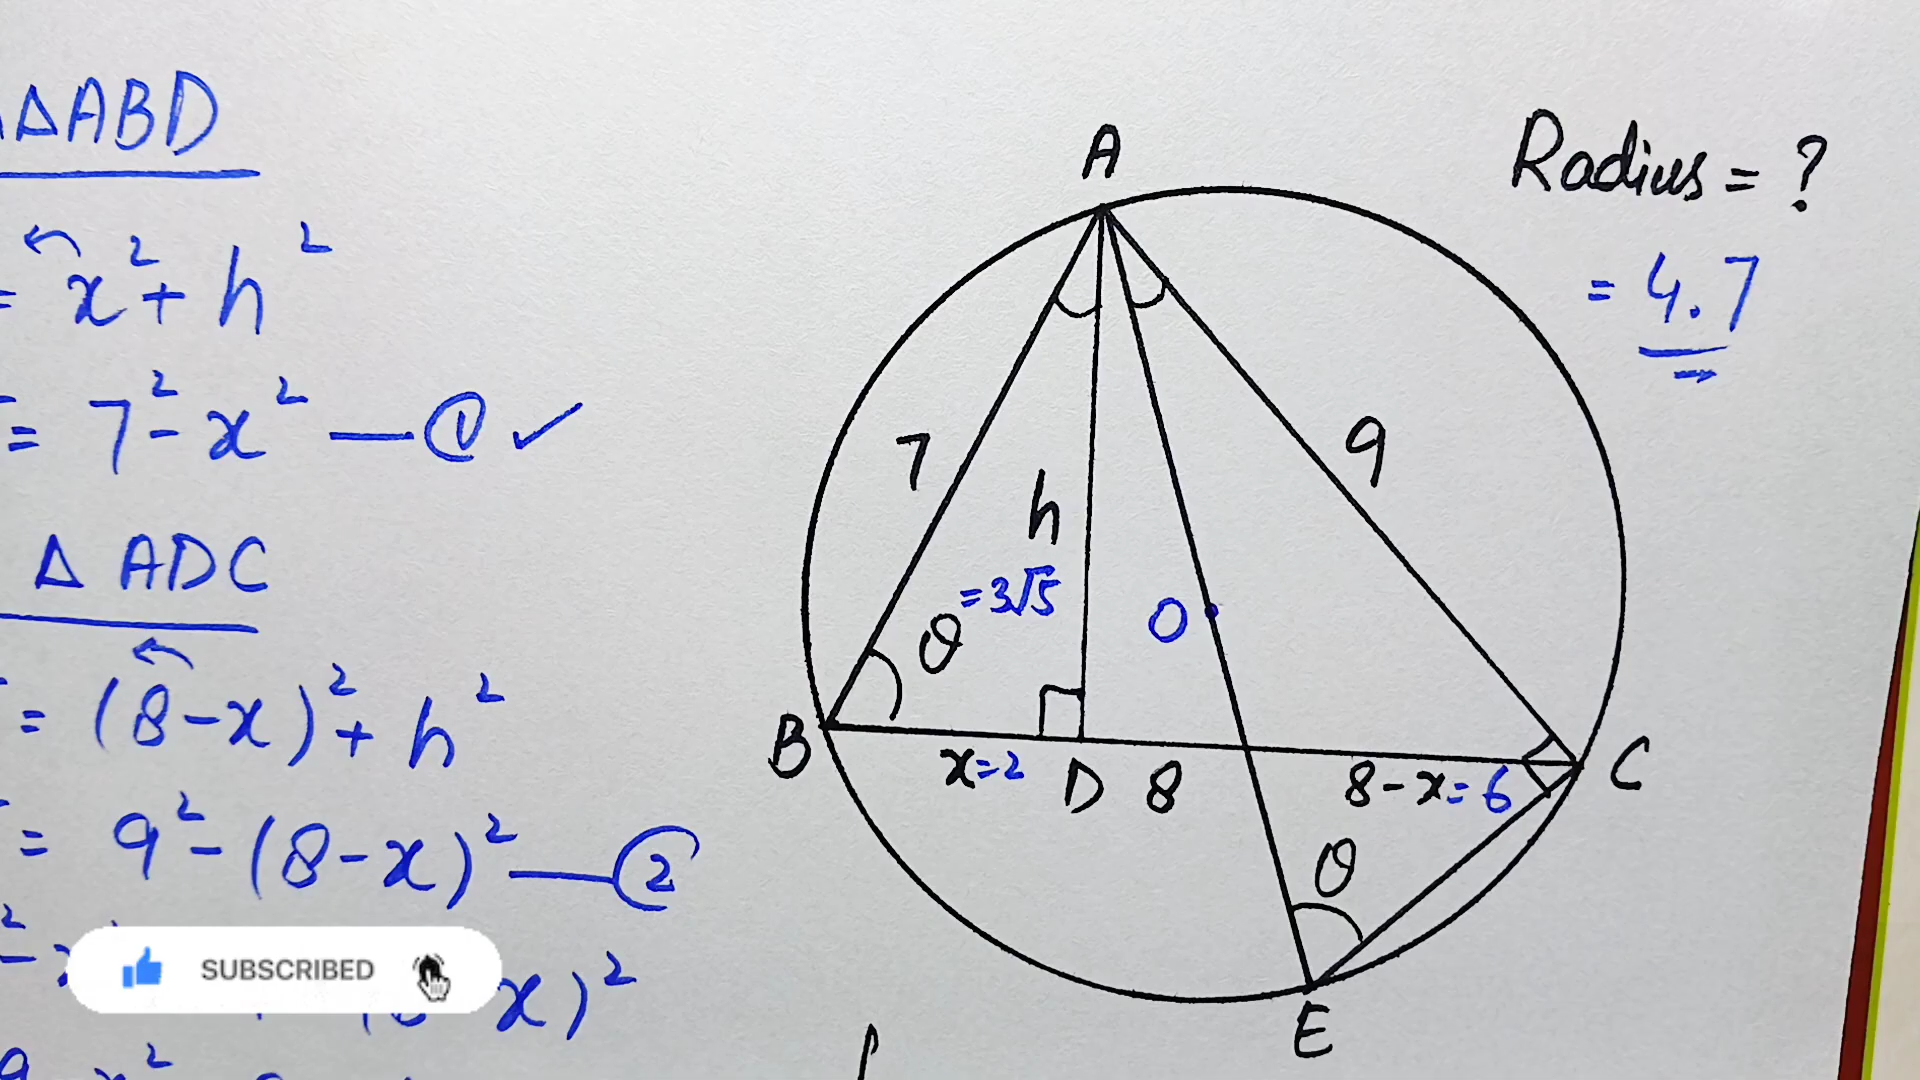 △ABD
= x² + h²
= 7² - x² — ①✓
△ ADC
= (8-x)² + h²
= 9² - (8-x)² — ②
x)²
SUBSCRIBED
Radius = ?
= 4.7
A
7
9
h
= 3√5
θ
O
B
x=2
D
8
8-x=6
C
θ
E